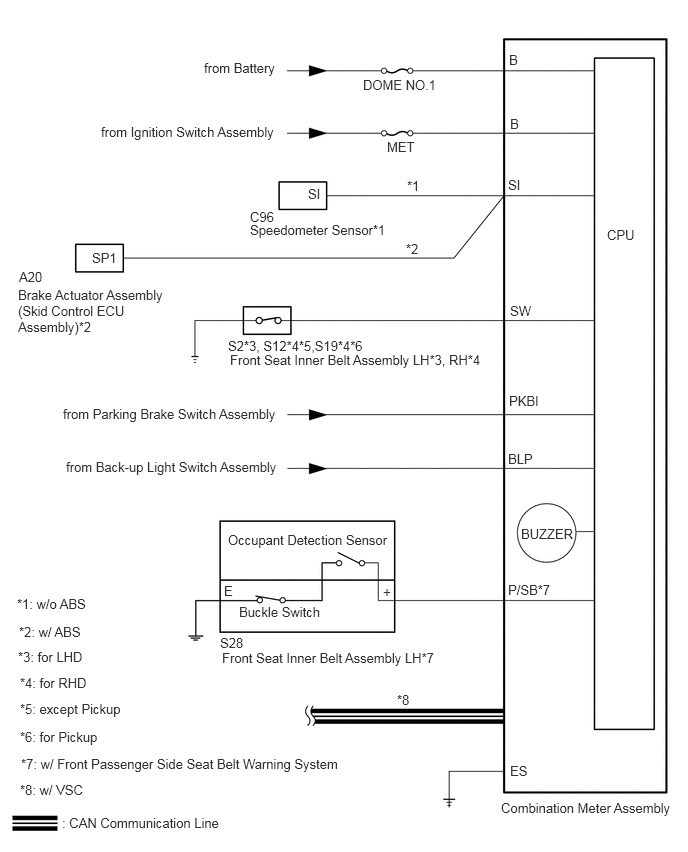 B
from Battery
DOME NO.1
from Ignition Switch Assembly
B
MET
SI
*1
SI
C96
Speedometer Sensor*1
CPU
SP1
*2
A20
Brake Actuator Assembly
(Skid Control ECU
Assembly)*2
SW
S2*3, S12*4*5,S19*4*6
Front Seat Inner Belt Assembly LH*3, RH*4
PKBI
from Parking Brake Switch Assembly
BLP
from Back-up Light Switch Assembly
BUZZER
Occupant Detection Sensor
E
+
Buckle Switch
P/SB*7
S28
Front Seat Inner Belt Assembly LH*7
*1: w/o ABS
*2: w/ ABS
*3: for LHD
*4: for RHD
*5: except Pickup
*6: for Pickup
*7: w/ Front Passenger Side Seat Belt Warning System
*8: w/ VSC
*8
ES
Combination Meter Assembly
: CAN Communication Line